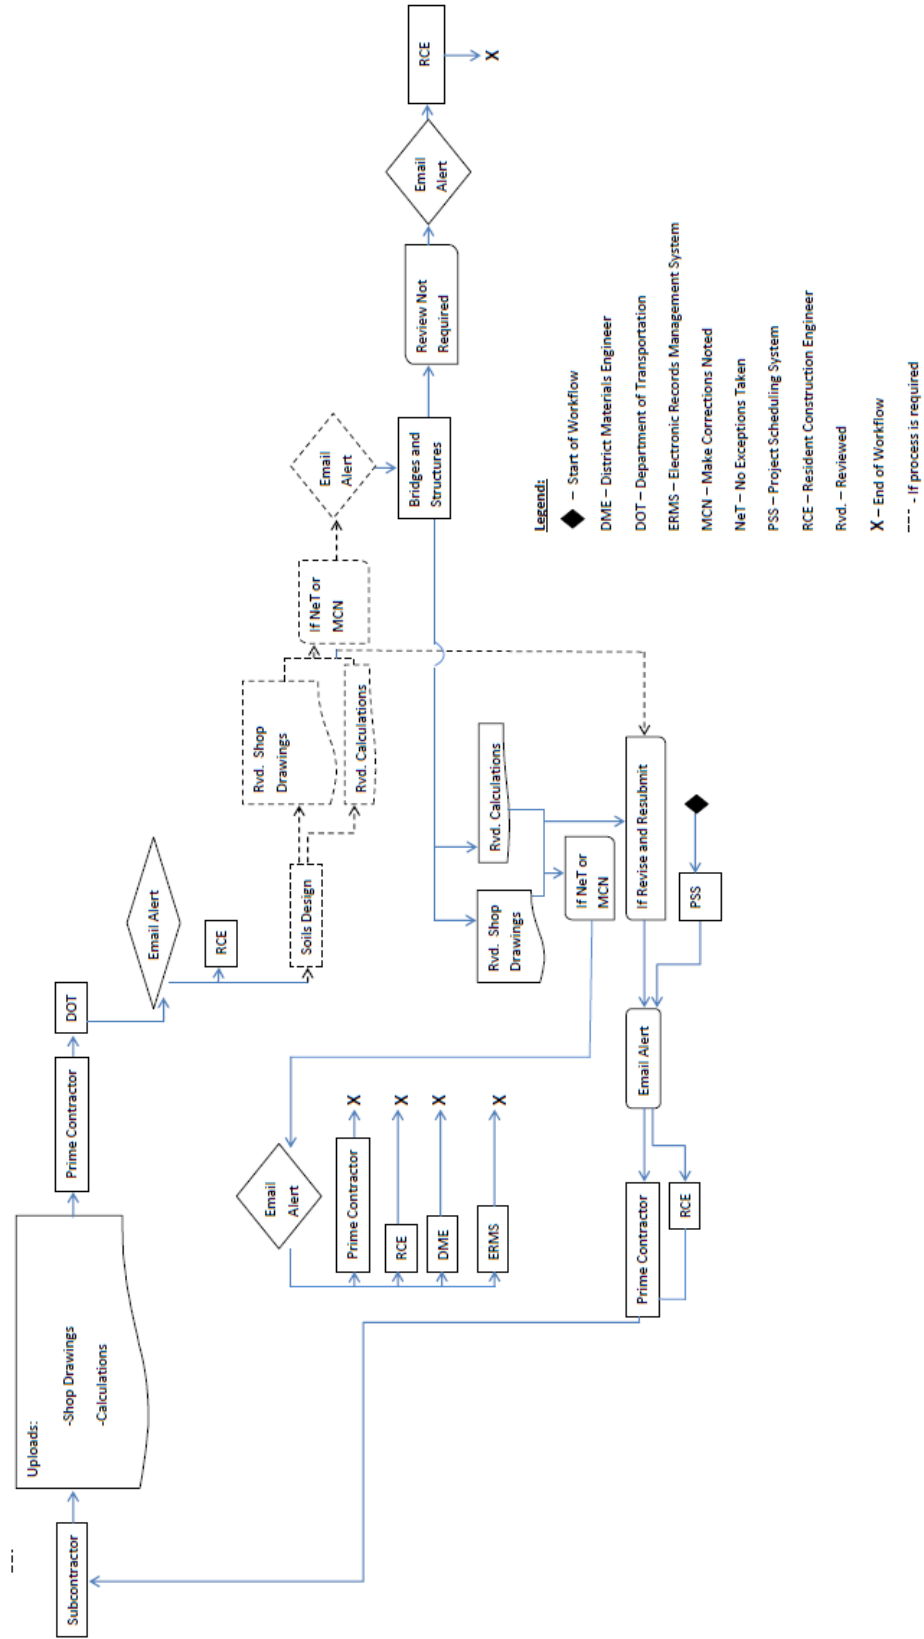 Subcontractor
Uploads:
-Shop Drawings
-Calculations
Prime Contractor
DOT
Email Alert
RCE
Soils Design
Rvd. Shop
Drawings
Rvd. Calculations
If NeT or
MCN
Email
Alert
Bridges and
Structures
Review Not
Required
Email
Alert
RCE
X
Rvd. Shop
Drawings
Rvd. Calculations
If NeT or
MCN
If Revise and Resubmit
PSS
Email Alert
Prime Contractor
RCE
Email
Alert
Prime Contractor
X
RCE
X
DME
X
ERMS
X
Legend:
– Start of Workflow
DME – District Materials Engineer
DOT – Department of Transportation
ERMS – Electronic Records Management System
MCN – Make Corrections Noted
NeT – No Exceptions Taken
PSS – Project Scheduling System
RCE – Resident Construction Engineer
Rvd. – Reviewed
X – End of Workflow
--- - If process is required